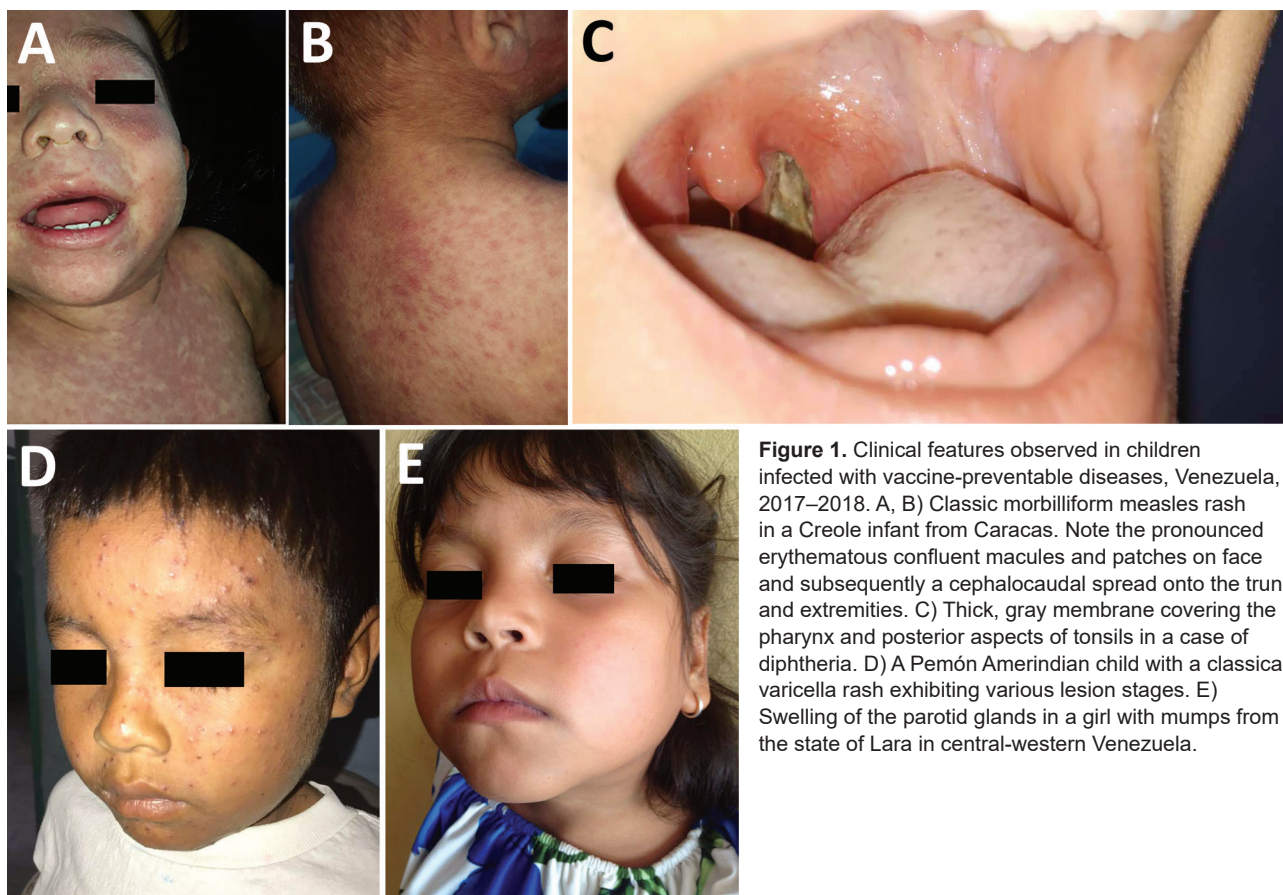 A
B
C
D
E
Figure 1. Clinical features observed in children
infected with vaccine-preventable diseases, Venezuela,
2017–2018. A, B) Classic morbilliform measles rash
in a Creole infant from Caracas. Note the pronounced
erythematous confluent macules and patches on face
and subsequently a cephalocaudal spread onto the trun
and extremities. C) Thick, gray membrane covering the
pharynx and posterior aspects of tonsils in a case of
diphtheria. D) A Pemón Amerindian child with a classica
varicella rash exhibiting various lesion stages. E)
Swelling of the parotid glands in a girl with mumps from
the state of Lara in central-western Venezuela.